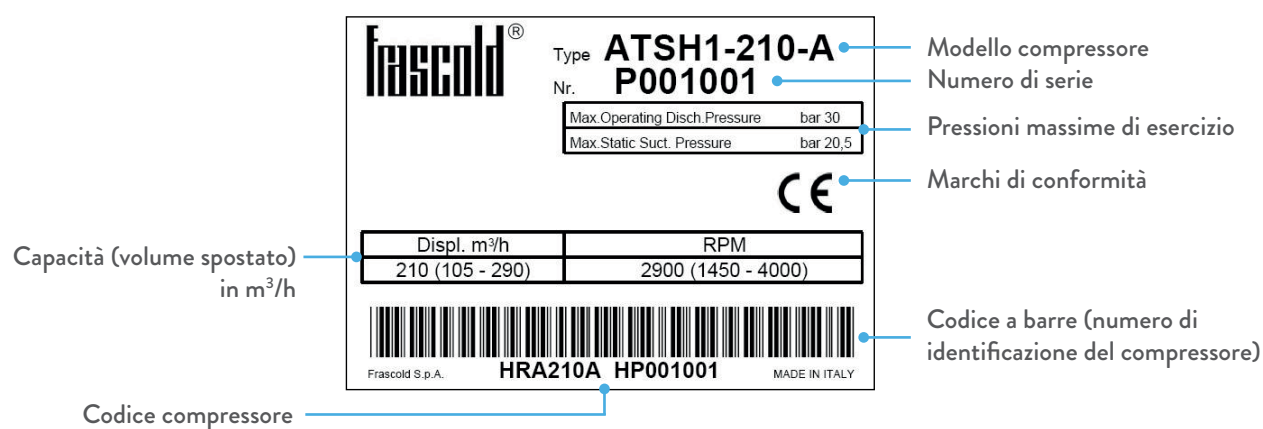 frascold®
Type ATSH1-210-A
Modello compressore
Nr. P001001
Numero di serie
Max.Operating Disch.Pressure bar 30
Max.Static Suct. Pressure bar 20,5
Pressioni massime di esercizio
CE
Marchi di conformità
Capacità (volume spostato)
in m³/h
Displ. m³/h RPM
210 (105 - 290) 2900 (1450 - 4000)
Codice a barre (numero di
identificazione del compressore)
Frascold S.p.A. HRA210A HP001001 MADE IN ITALY
Codice compressore